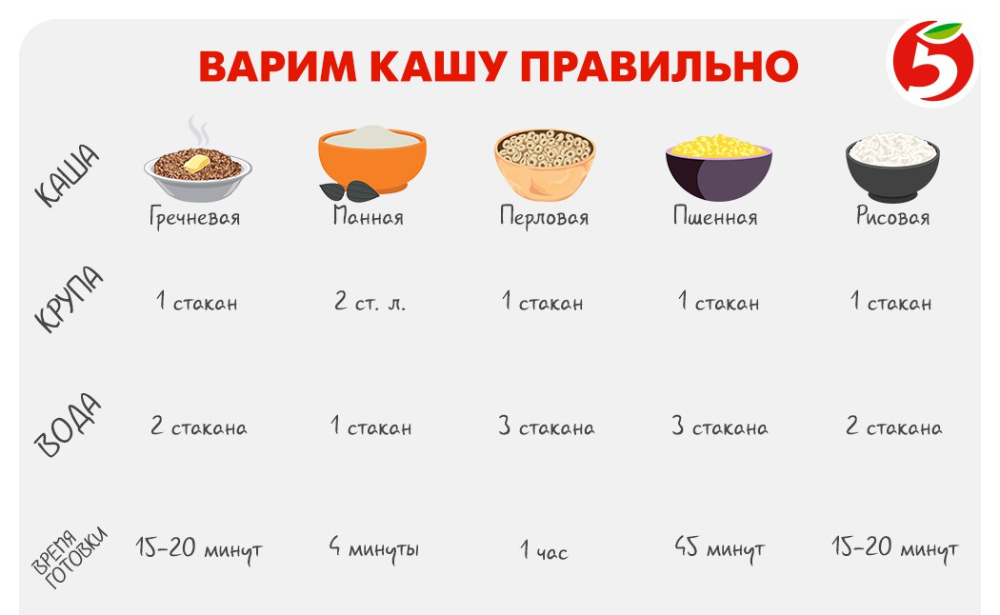 ВАРИМ КАШУ ПРАВИЛЬНО
5
КАША
Гречневая Манная Перловая Пшенная Рисовая
КРУПА
1 стакан 2 ст. л. 1 стакан 1 стакан 1 стакан
ВОДА
2 стакана 1 стакан 3 стакана 3 стакана 2 стакана
ВРЕМЯ
ГОТОВКИ
15-20 минут 4 минуты 1 час 45 минут 15-20 минут